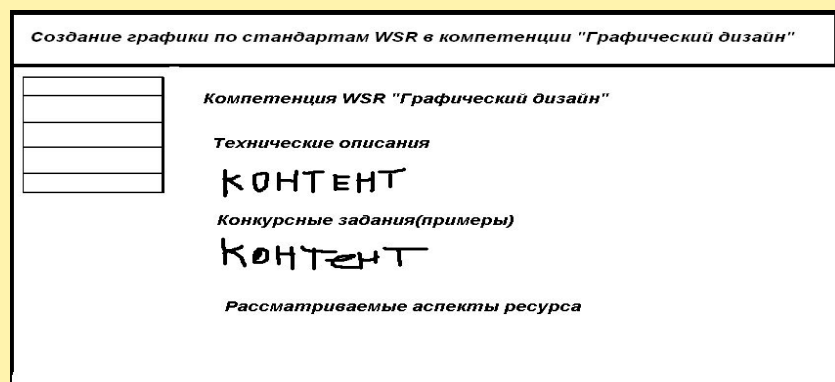 Создание графики по стандартам WSR в компетенции "Графический дизайн"
Компетенция WSR "Графический дизайн"
Технические описания
КОНТЕНТ
Конкурсные задания(примеры)
КОНТеНТ
Рассматриваемые аспекты ресурса